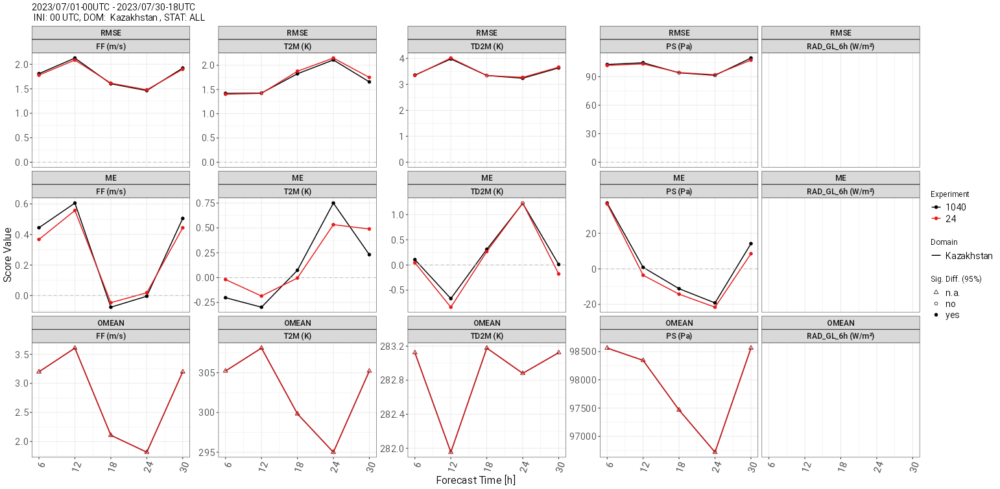 2023/07/01-00UTC - 2023/07/30-18UTC
INI: 00 UTC, DOM: Kazakhstan , STAT: ALL
RMSE RMSE RMSE RMSE RMSE
FF (m/s) T2M (K) TD2M (K) PS (Pa) RAD_GL_6h (W/m²)
2.0 2.0 4 90
1.5 1.5 3 60
1.0 1.0 2 30
0.5 0.5 1 0
0.0 0.0 0
ME ME ME ME ME
FF (m/s) T2M (K) TD2M (K) PS (Pa) RAD_GL_6h (W/m²)
0.6 0.75 1.0 20
0.4 0.50 0.5 0
0.2 0.25 0.0 -20
0.0 0.00 -0.5
-0.25
OMEAN OMEAN OMEAN OMEAN OMEAN
FF (m/s) T2M (K) TD2M (K) PS (Pa) RAD_GL_6h (W/m²)
3.5 305 283.2 98500
3.0 300 282.8 98000
2.5 295 282.4 97500
2.0 282.0 97000
6 12 18 24 30 6 12 18 24 30 6 12 18 24 30 6 12 18 24 30 6 12 18 24 30
Forecast Time [h]
Score Value
Experiment
1040
24
Domain
Kazakhstan
Sig. Diff. (95%)
n.a.
no
yes